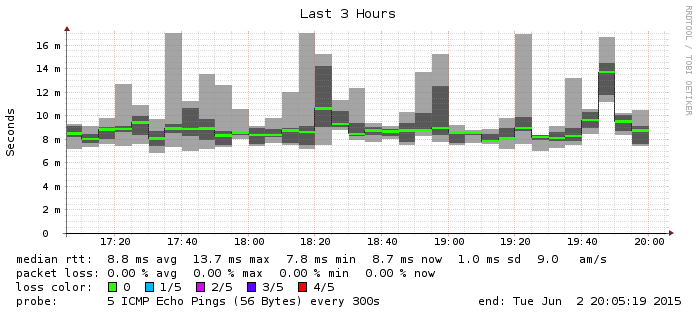 Last 3 Hours
RRDTOOL / TOBI OETIKER
Seconds
16 m
14 m
12 m
10 m
8 m
6 m
4 m
2 m
0
17:20 17:40 18:00 18:20 18:40 19:00 19:20 19:40 20:00
median rtt: 8.8 ms avg 13.7 ms max 7.8 ms min 8.7 ms now 1.0 ms sd 9.0 am/s
packet loss: 0.00 % avg 0.00 % max 0.00 % min 0.00 % now
loss color: 0 1/5 2/5 3/5 4/5
probe: 5 ICMP Echo Pings (56 Bytes) every 300s end: Tue Jun 2 20:05:19 2015